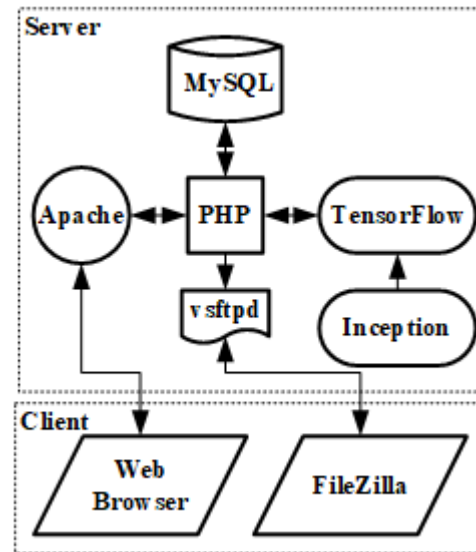 Server
MySQL
Apache
PHP
TensorFlow
vsftpd
Inception
Client
Web
Browser
FileZilla